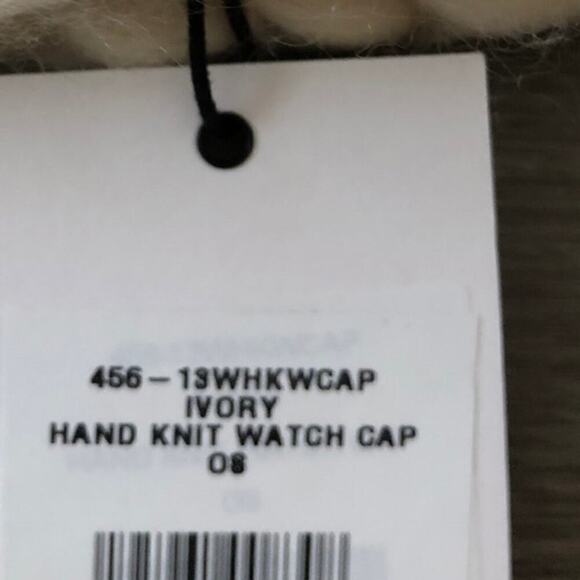 456-13WHKWCAP
IVORY
HAND KNIT WATCH CAP
OS